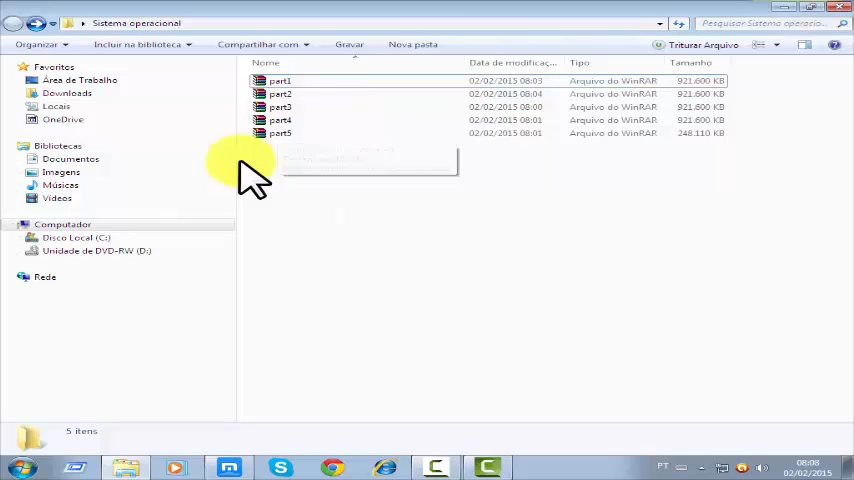 Sistema operacional
Pesquisar Sistema operacio...
Organizar Incluir na biblioteca Compartilhar com Gravar Nova pasta Triturar Arquivo
Nome Data de modificaç... Tipo Tamanho
part1 02/02/2015 08:03 Arquivo do WinRAR 921.600 KB
part2 02/02/2015 08:04 Arquivo do WinRAR 921.600 KB
part3 02/02/2015 08:00 Arquivo do WinRAR 921.600 KB
part4 02/02/2015 08:01 Arquivo do WinRAR 921.600 KB
part5 02/02/2015 08:01 Arquivo do WinRAR 248.110 KB
Favoritos
Área de Trabalho
Downloads
Locais
OneDrive
Bibliotecas
Documentos
Imagens
Músicas
Vídeos
Computador
Disco Local (C:)
Unidade de DVD-RW (D:)
Rede
5 itens
PT
08:08
02/02/2015